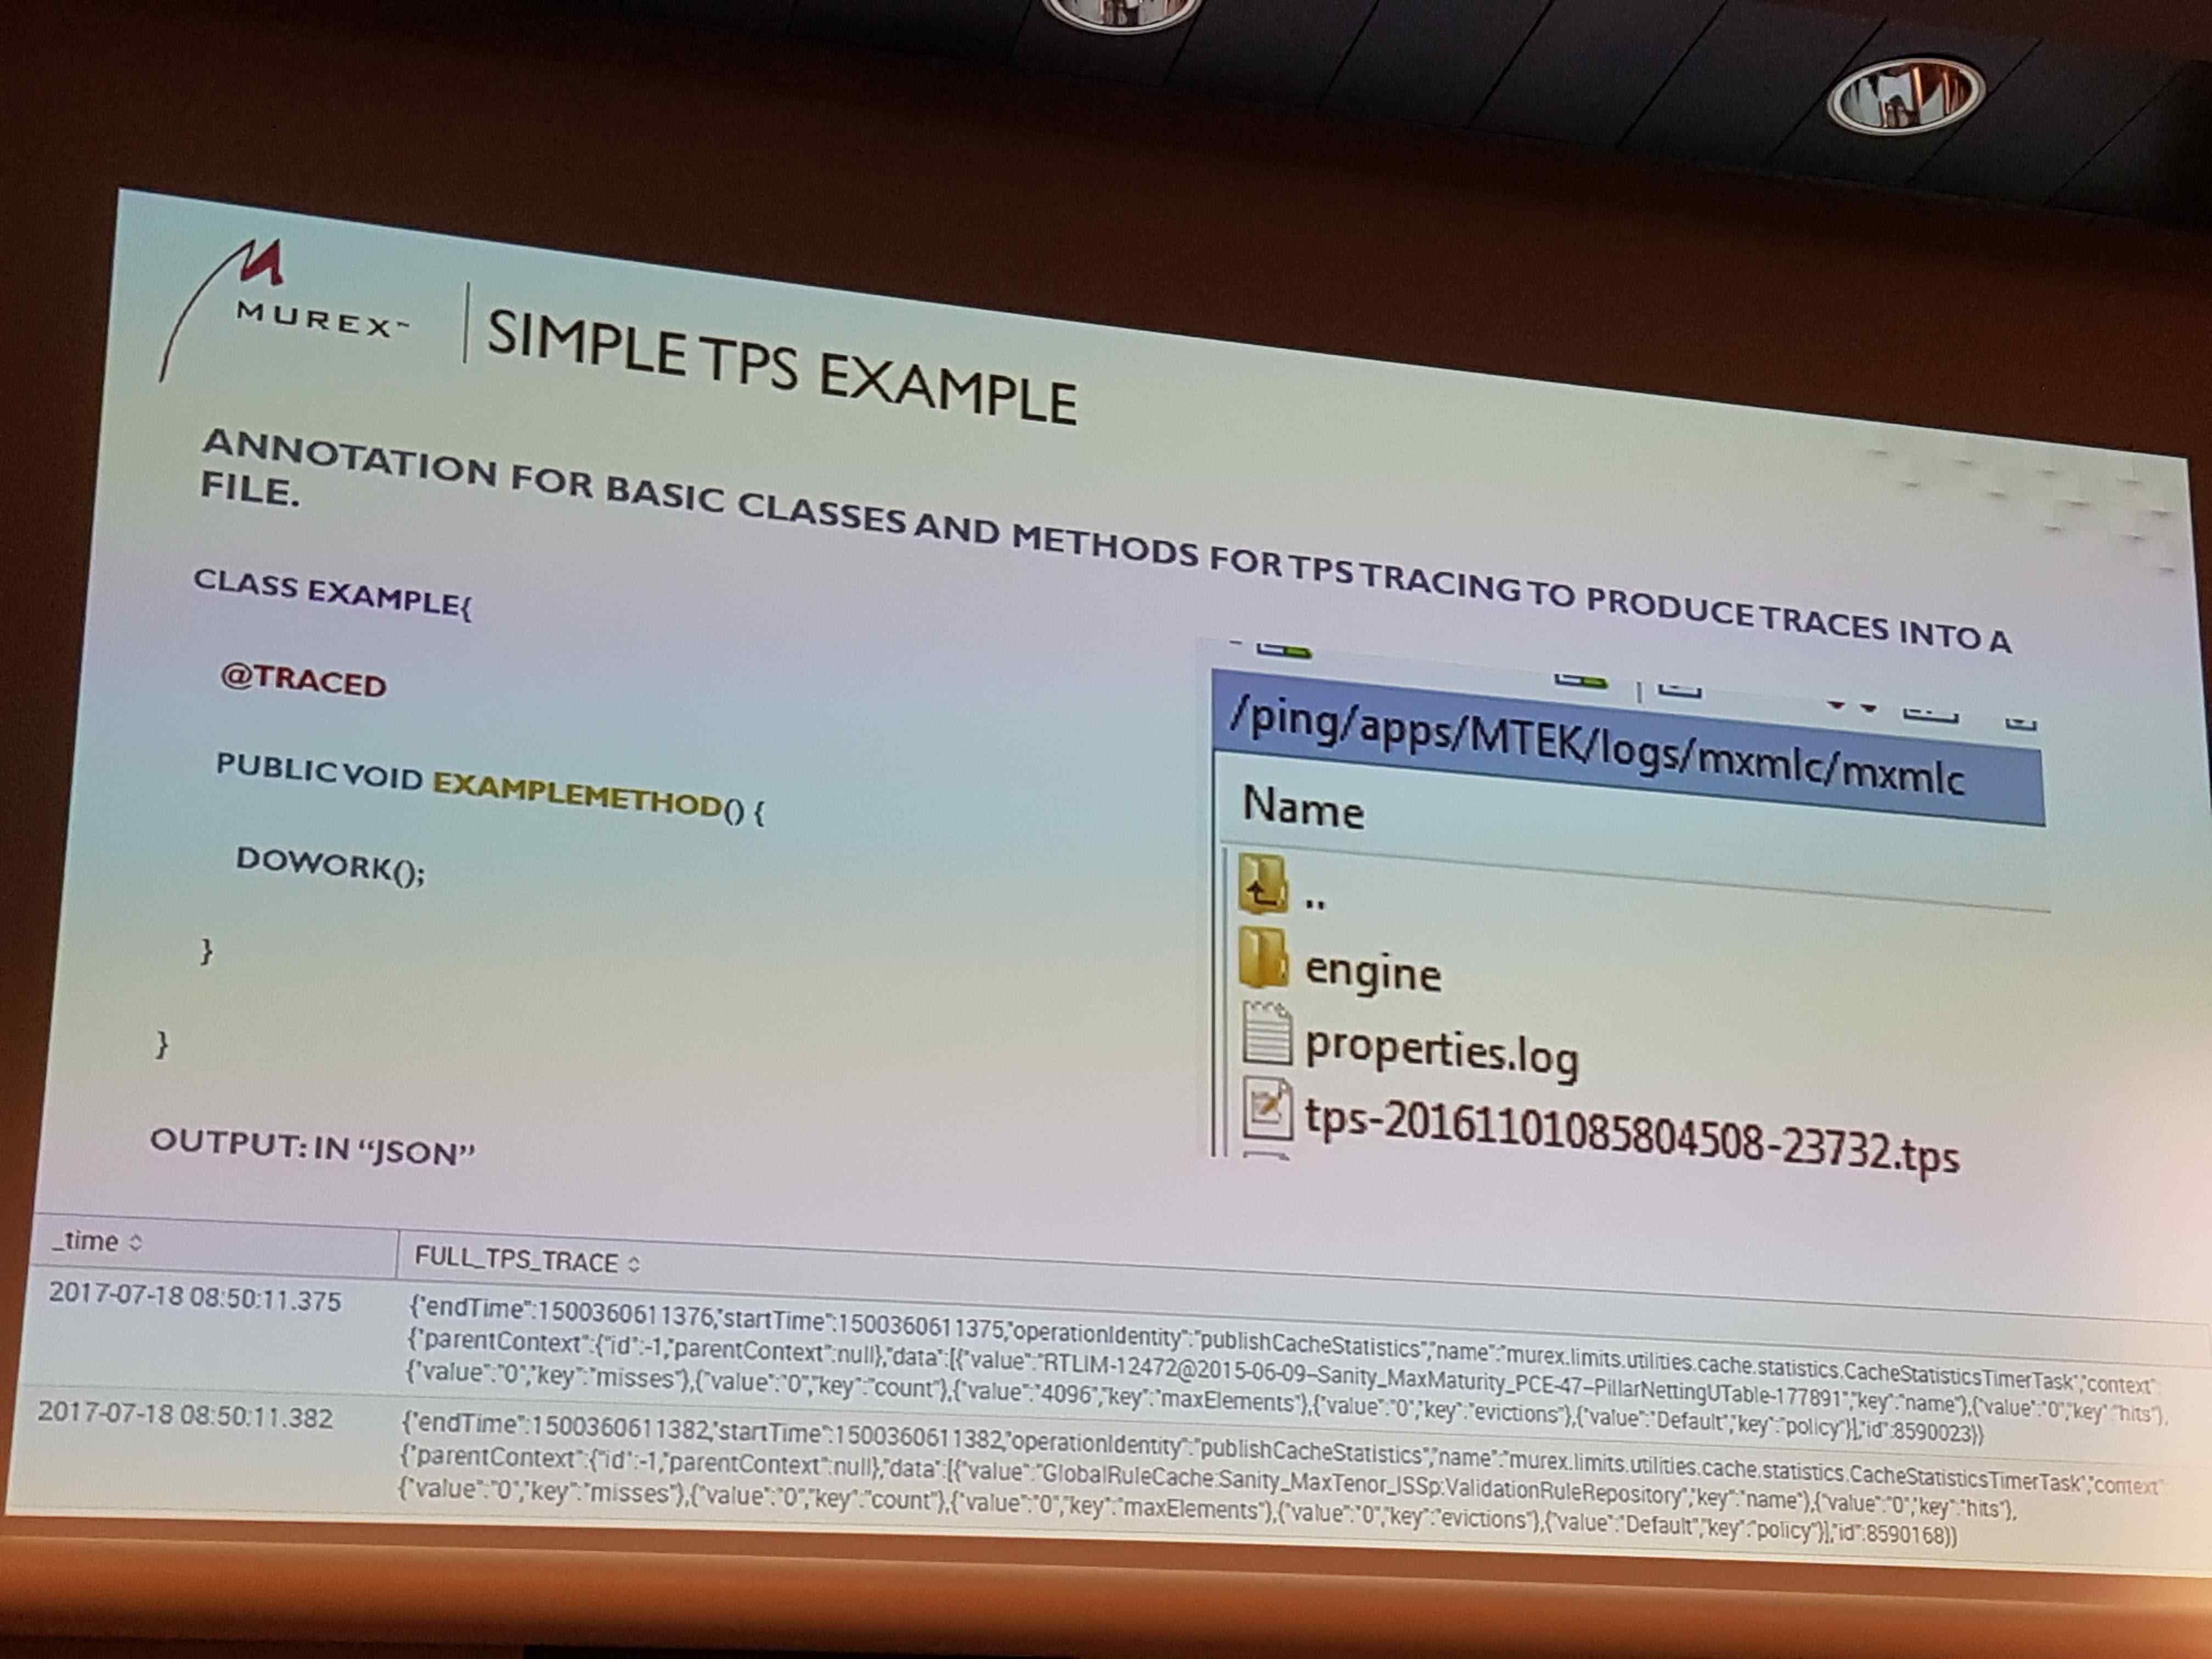 MUREX™
SIMPLE TPS EXAMPLE
ANNOTATION FOR BASIC CLASSES AND METHODS FOR TPS TRACING TO PRODUCE TRACES INTO A
FILE.
CLASS EXAMPLE{
@TRACED
PUBLIC VOID EXAMPLEMETHOD() {
DOWORK();
}
}
OUTPUT: IN “JSON”
/ping/apps/MTEK/logs/mxmlc/mxmlc
Name
..
engine
properties.log
tps-20161101085804508-23732.tps
_time
FULL_TPS_TRACE
2017-07-18 08:50:11.375
{"endTime":1500360611376,"startTime":1500360611375,"operationIdentity":"publishCacheStatistics","name":"murex.limits.utilities.cache.statistics.CacheStatisticsTimerTask","context":
{"parentContext":{"id":-1,"parentContext":null},"data":[{"value":"RTLIM-12472@2015-06-09--Sanity_MaxMaturity_PCE-47--PillarNettingUTable-177891","key":"name"},{"value":"0","key":"hits"},
{"value":"0","key":"misses"},{"value":"0","key":"count"},{"value":"4096","key":"maxElements"},{"value":"0","key":"evictions"},{"value":"Default","key":"policy"}],"id":8590023}}
2017-07-18 08:50:11.382
{"endTime":1500360611382,"startTime":1500360611382,"operationIdentity":"publishCacheStatistics","name":"murex.limits.utilities.cache.statistics.CacheStatisticsTimerTask","context":
{"parentContext":{"id":-1,"parentContext":null},"data":[{"value":"GlobalRuleCache:Sanity_MaxTenor_ISSp:ValidationRuleRepository","key":"name"},{"value":"0","key":"hits"},
{"value":"0","key":"misses"},{"value":"0","key":"count"},{"value":"0","key":"maxElements"},{"value":"0","key":"evictions"},{"value":"Default","key":"policy"}],"id":8590168}}